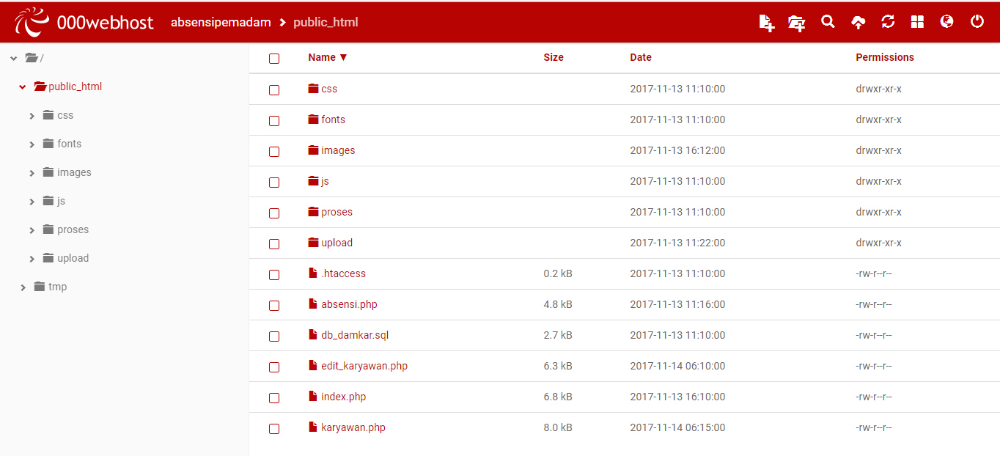 000webhost absensipemadam > public_html
/
public_html
css
fonts
images
js
proses
upload
tmp
Name ▼ Size Date Permissions
css 2017-11-13 11:10:00 drwxr-xr-x
fonts 2017-11-13 11:10:00 drwxr-xr-x
images 2017-11-13 16:12:00 drwxr-xr-x
js 2017-11-13 11:10:00 drwxr-xr-x
proses 2017-11-13 11:10:00 drwxr-xr-x
upload 2017-11-13 11:22:00 drwxr-xr-x
.htaccess 0.2 kB 2017-11-13 11:10:00 -rw-r--r--
absensi.php 4.8 kB 2017-11-13 11:16:00 -rw-r--r--
db_damkar.sql 2.7 kB 2017-11-13 11:10:00 -rw-r--r--
edit_karyawan.php 6.3 kB 2017-11-14 06:10:00 -rw-r--r--
index.php 6.8 kB 2017-11-13 16:10:00 -rw-r--r--
karyawan.php 8.0 kB 2017-11-14 06:15:00 -rw-r--r--